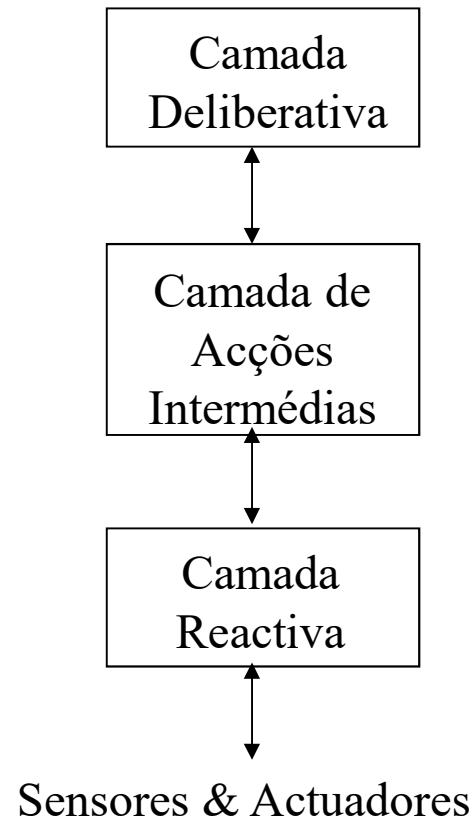 Camada
Deliberativa
Camada de
Acções
Intermédias
Camada
Reactiva
Sensores & Actuadores